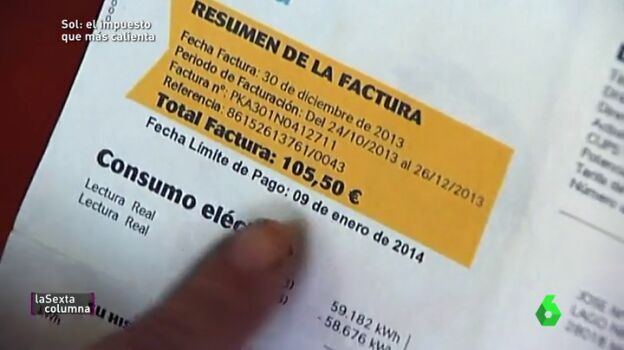 Sol: el impuesto
que más calienta
RESUMEN DE LA FACTURA
Fecha Factura: 30 de diciembre de 2013
Periodo de Facturación: Del 24/10/2013 al 26/12/2013
Factura nº: PKA301N0412711
Referencia: 86152613761/0043
Total Factura: 105,50 €
Fecha Límite de Pago: 09 de enero de 2014
Consumo
Lectura Real
Lectura Real
59.182 kWh
- 58.676 kWh
laSexta
columna
6